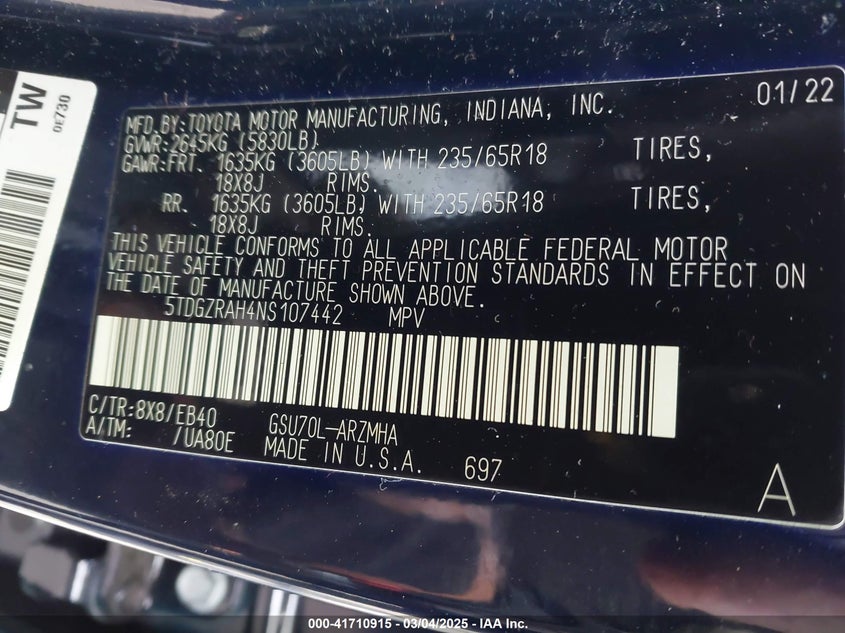 TW
0E730
MFD.BY:TOYOTA MOTOR MANUFACTURING, INDIANA, INC. 01/22
GVWR:2645KG (5830LB)
GAWR:FRT. 1635KG (3605LB) WITH 235/65R18 TIRES,
18X8J RIMS.
RR. 1635KG (3605LB) WITH 235/65R18 TIRES,
18X8J RIMS.
THIS VEHICLE CONFORMS TO ALL APPLICABLE FEDERAL MOTOR
VEHICLE SAFETY AND THEFT PREVENTION STANDARDS IN EFFECT ON
THE DATE OF MANUFACTURE SHOWN ABOVE.
5TDGZRAH4NS107442 MPV
C/TR:8X8/EB40 GSU70L-ARZMHA
A/TM: /UA80E MADE IN U.S.A. 697
A
000-41710915 - 03/04/2025 - IAA Inc.